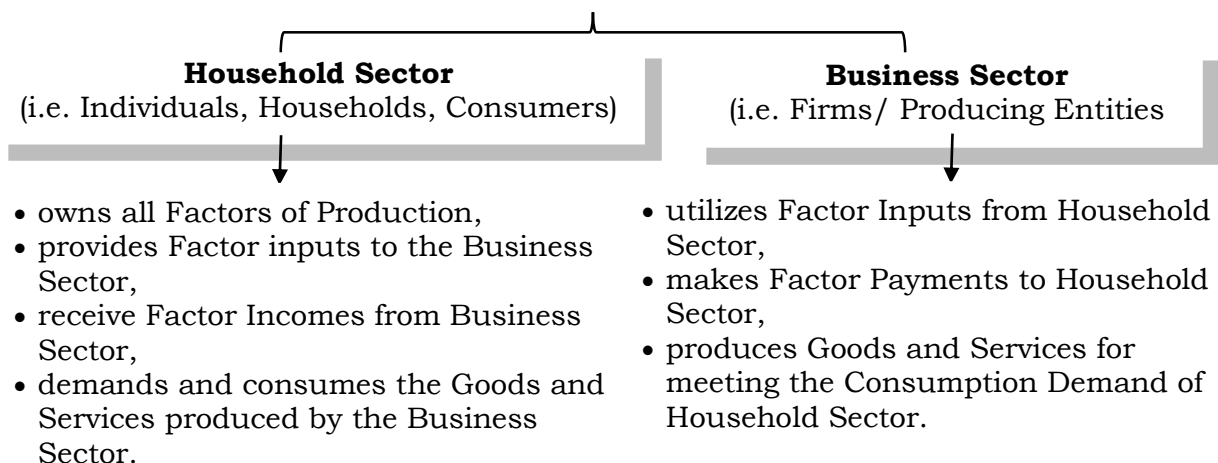 Household Sector
(i.e. Individuals, Households, Consumers)
• owns all Factors of Production,
• provides Factor inputs to the Business
Sector,
• receive Factor Incomes from Business
Sector,
• demands and consumes the Goods and
Services produced by the Business
Sector.
Business Sector
(i.e. Firms/ Producing Entities
• utilizes Factor Inputs from Household
Sector,
• makes Factor Payments to Household
Sector,
• produces Goods and Services for
meeting the Consumption Demand of
Household Sector.